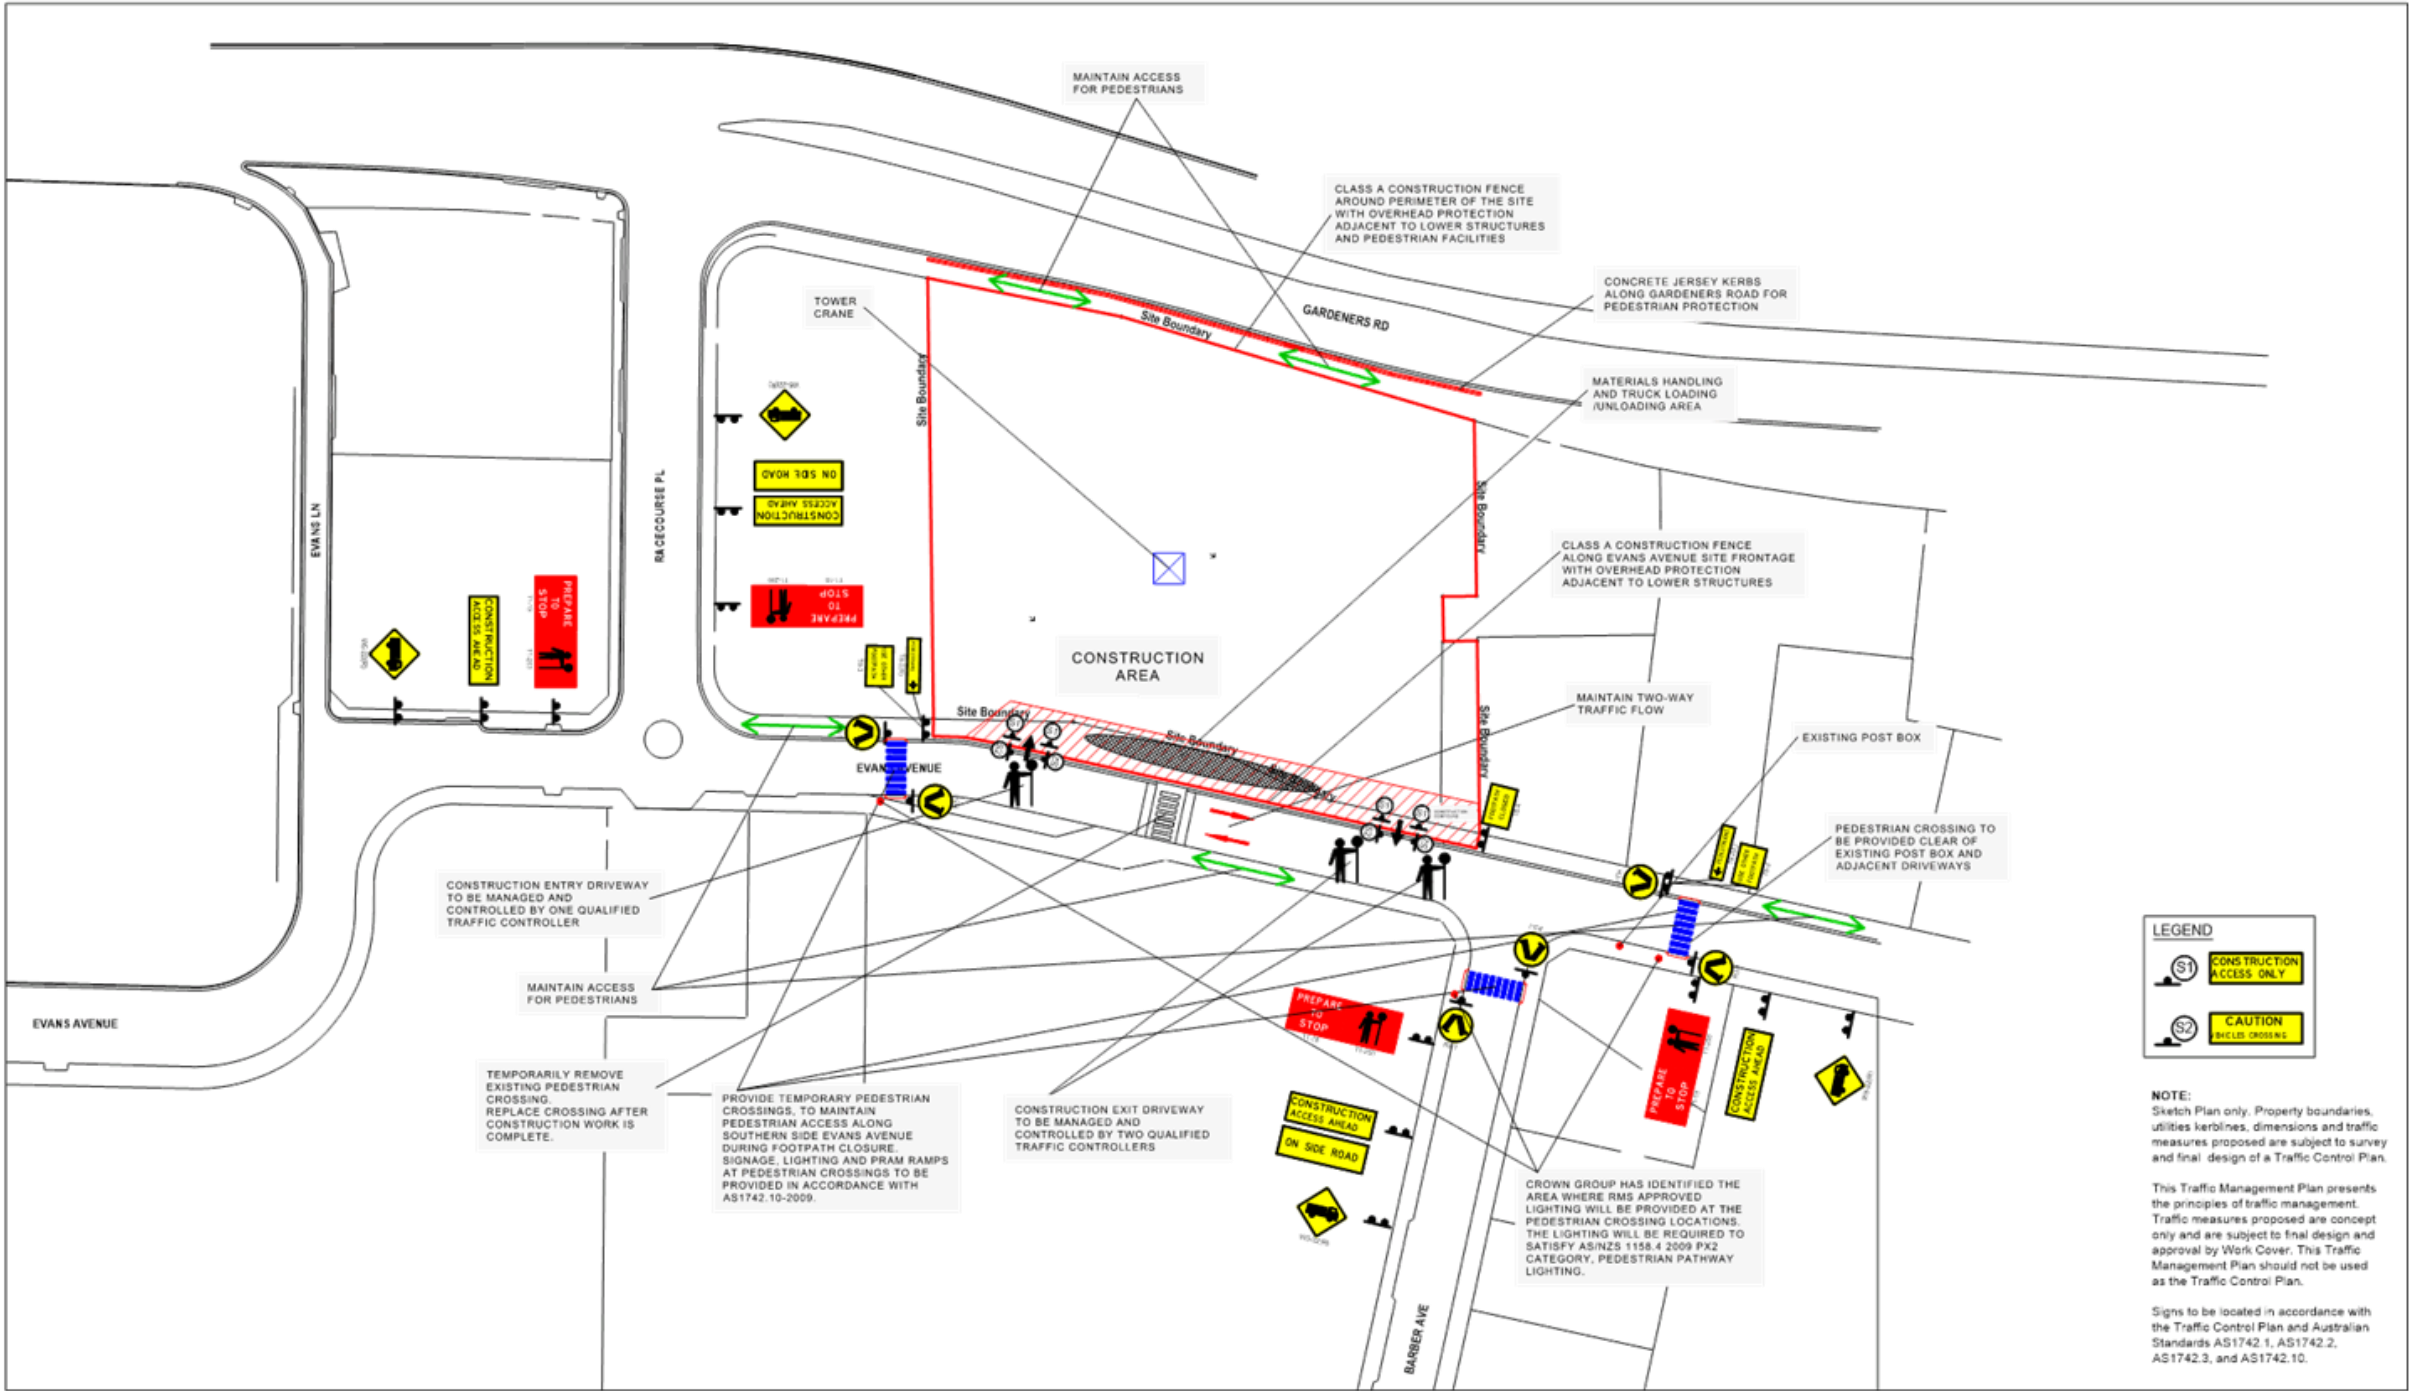 MAINTAIN ACCESS
FOR PEDESTRIANS
CLASS A CONSTRUCTION FENCE
AROUND PERIMETER OF THE SITE
WITH OVERHEAD PROTECTION
ADJACENT TO LOWER STRUCTURES
AND PEDESTRIAN FACILITIES
CONCRETE JERSEY KERBS
ALONG GARDENERS ROAD FOR
PEDESTRIAN PROTECTION
TOWER
CRANE
GARDENERS RD
Site Boundary
Site Boundary
MATERIALS HANDLING
AND TRUCK LOADING
/UNLOADING AREA
ON SIDE ROAD
CONSTRUCTION
ACCESS AHEAD
EVANS LN
RACECOURSE PL
Site Boundary
CLASS A CONSTRUCTION FENCE
ALONG EVANS AVENUE SITE FRONTAGE
WITH OVERHEAD PROTECTION
ADJACENT TO LOWER STRUCTURES
PREPARE
TO
STOP
CONSTRUCTION
ACCESS AHEAD
PREPARE
TO
STOP
CONSTRUCTION
AREA
MAINTAIN TWO-WAY
TRAFFIC FLOW
Site Boundary
Site Boundary
Site Boundary
Site Boundary
EXISTING POST BOX
EVANS AVENUE
S1
S1
S1
S1
FOOTPATH
CLOSED
USE OTHER
FOOTPATH
PEDESTRIAN CROSSING TO
BE PROVIDED CLEAR OF
EXISTING POST BOX AND
ADJACENT DRIVEWAYS
CONSTRUCTION ENTRY DRIVEWAY
TO BE MANAGED AND
CONTROLLED BY ONE QUALIFIED
TRAFFIC CONTROLLER
MAINTAIN ACCESS
FOR PEDESTRIANS
EVANS AVENUE
PREPARE
TO
STOP
PREPARE
TO
STOP
CONSTRUCTION
ACCESS AHEAD
TEMPORARILY REMOVE
EXISTING PEDESTRIAN
CROSSING.
REPLACE CROSSING AFTER
CONSTRUCTION WORK IS
COMPLETE.
PROVIDE TEMPORARY PEDESTRIAN
CROSSINGS, TO MAINTAIN
PEDESTRIAN ACCESS ALONG
SOUTHERN SIDE EVANS AVENUE
DURING FOOTPATH CLOSURE.
SIGNAGE, LIGHTING AND PRAM RAMPS
AT PEDESTRIAN CROSSINGS TO BE
PROVIDED IN ACCORDANCE WITH
AS1742.10-2009.
CONSTRUCTION EXIT DRIVEWAY
TO BE MANAGED AND
CONTROLLED BY TWO QUALIFIED
TRAFFIC CONTROLLERS
CONSTRUCTION
ACCESS AHEAD
ON SIDE ROAD
CROWN GROUP HAS IDENTIFIED THE
AREA WHERE RMS APPROVED
LIGHTING WILL BE PROVIDED AT THE
PEDESTRIAN CROSSING LOCATIONS.
THE LIGHTING WILL BE REQUIRED TO
SATISFY AS/NZS 1158.4 2009 PX2
CATEGORY, PEDESTRIAN PATHWAY
LIGHTING.
BARBER AVE
LEGEND
S1
CONSTRUCTION
ACCESS ONLY
S2
CAUTION
VEHICLES CROSSING
NOTE:
Sketch Plan only. Property boundaries,
utilities kerblines, dimensions and traffic
measures proposed are subject to survey
and final design of a Traffic Control Plan.
This Traffic Management Plan presents
the principles of traffic management.
Traffic measures proposed are concept
only and are subject to final design and
approval by Work Cover. This Traffic
Management Plan should not be used
as the Traffic Control Plan.
Signs to be located in accordance with
the Traffic Control Plan and Australian
Standards AS1742.1, AS1742.2,
AS1742.3, and AS1742.10.